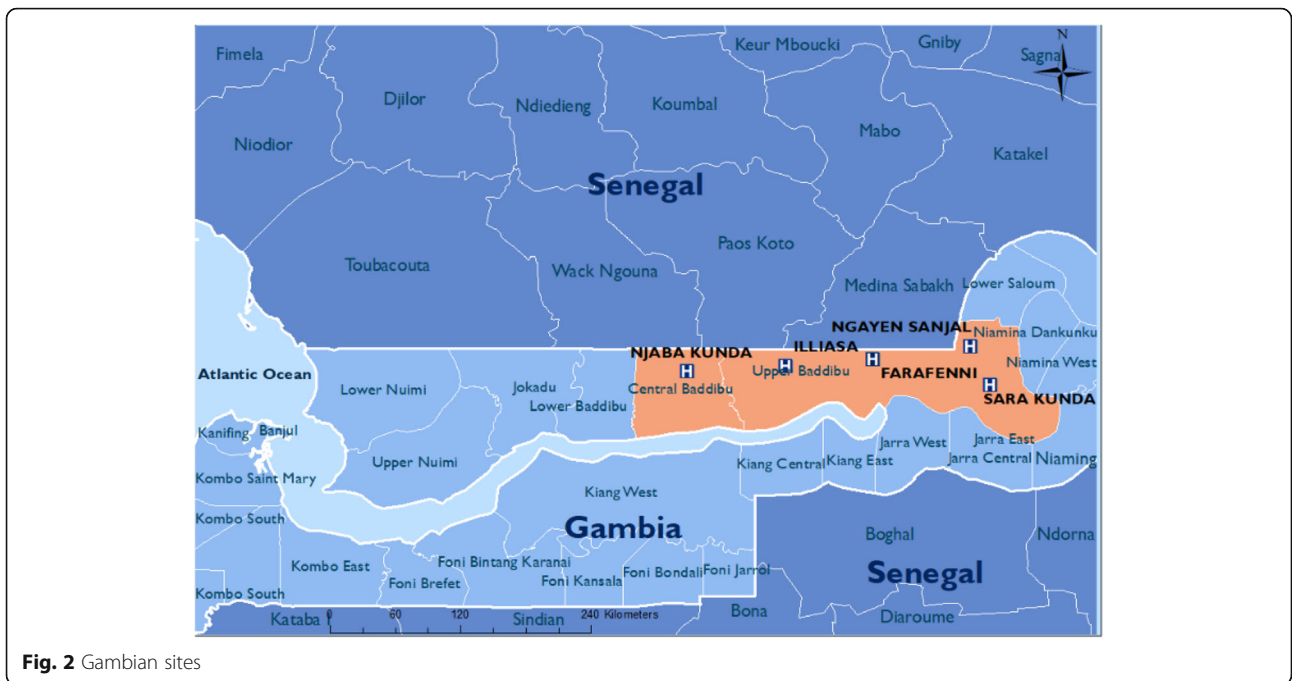 N
Fimela
Keur Mboucki
Gniby
Sagna
Djilor
Ndiedieng
Koumbal
Mabo
Niodior
Katakel
Senegal
Paos Koto
Toubacouta
Wack Ngouna
Medina Sabakh
Lower Saloum
NGAYEN SANJAL
Niamina Dankunku
NJABA KUNDA
ILLIASA
H
H
H
H
Niamina West
Atlantic Ocean
Lower Nuimi
Jokadu
Central Baddibu
Upper Baddibu
FARAFENNI
H
Lower Baddibu
SARA KUNDA
Kanifing
Banjul
Jarra West
Jarra East
Upper Nuimi
Kiang Central
Kiang East
Jarra Central
Niaming
Kombo Saint Mary
Kiang West
Kombo South
Gambia
Boghal
Ndorna
Kombo East
Foni Bintang Karanai
Foni Brefet
Foni Kansala
Foni Bondali
Foni Jarrol
Senegal
Kombo South
Kataba
Sindian
Bona
Diaroume
0 60 120 240 Kilometers
Fig. 2 Gambian sites